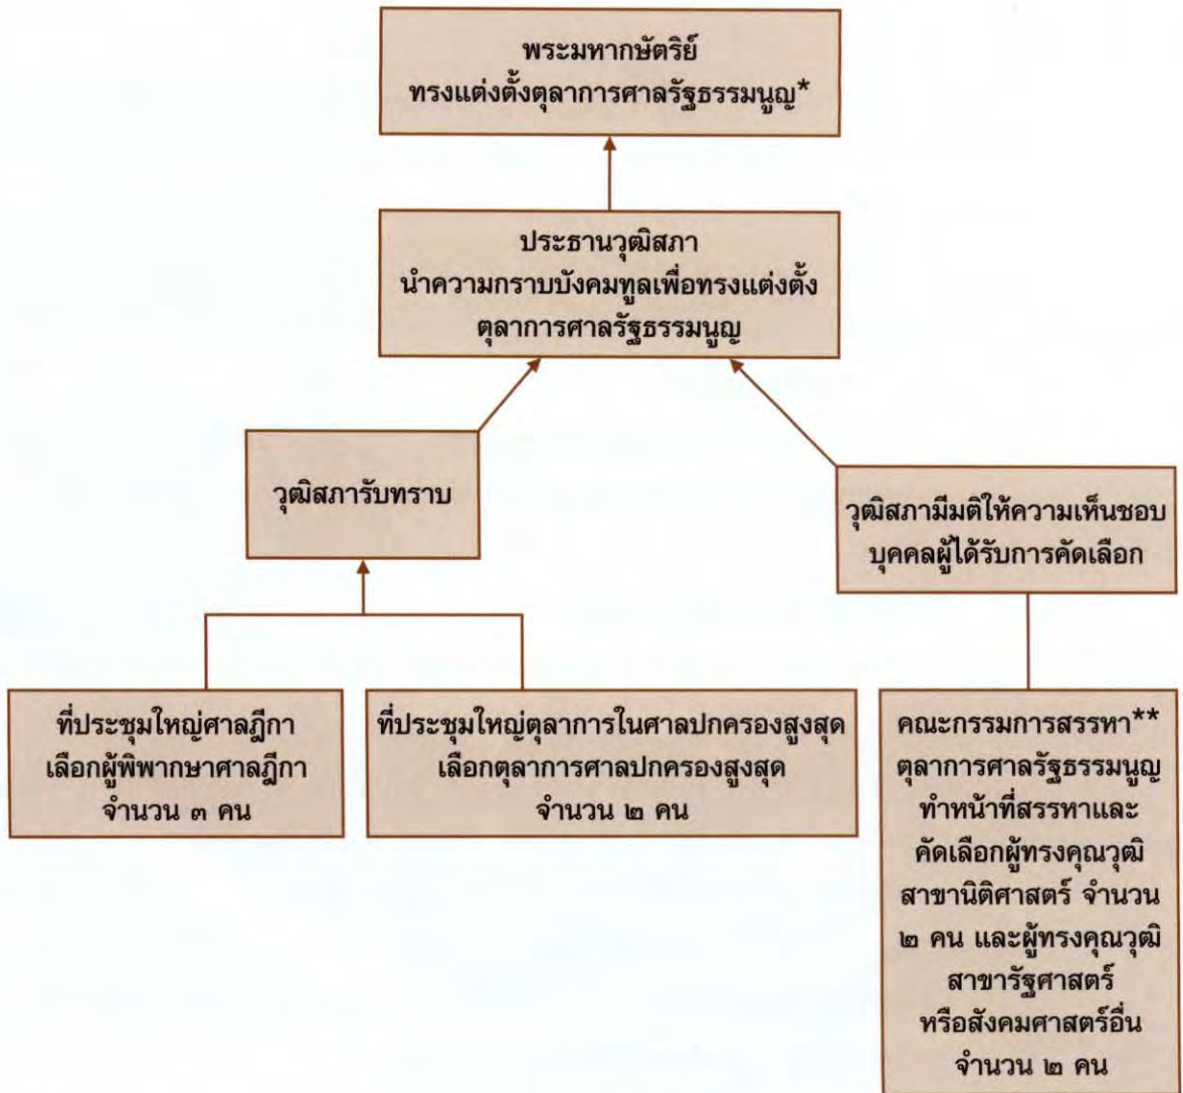 พระมหากษัตริย์
ทรงแต่งตั้งตุลาการศาลรัฐธรรมนูญ*
ประธานวุฒิสภา
นำความกราบบังคมทูลเพื่อทรงแต่งตั้ง
ตุลาการศาลรัฐธรรมนูญ
วุฒิสภารับทราบ
วุฒิสภามีมติให้ความเห็นชอบ
บุคคลผู้ได้รับการคัดเลือก
ที่ประชุมใหญ่ศาลฎีกา
เลือกผู้พิพากษาศาลฎีกา
จำนวน ๓ คน
ที่ประชุมใหญ่ตุลาการในศาลปกครองสูงสุด
เลือกตุลาการศาลปกครองสูงสุด
จำนวน ๒ คน
คณะกรรมการสรรหา**
ตุลาการศาลรัฐธรรมนูญ
ทำหน้าที่สรรหาและ
คัดเลือกผู้ทรงคุณวุฒิ
สาขานิติศาสตร์ จำนวน
๒ คน และผู้ทรงคุณวุฒิ
สาขารัฐศาสตร์
หรือสังคมศาสตร์อื่น
จำนวน ๒ คน